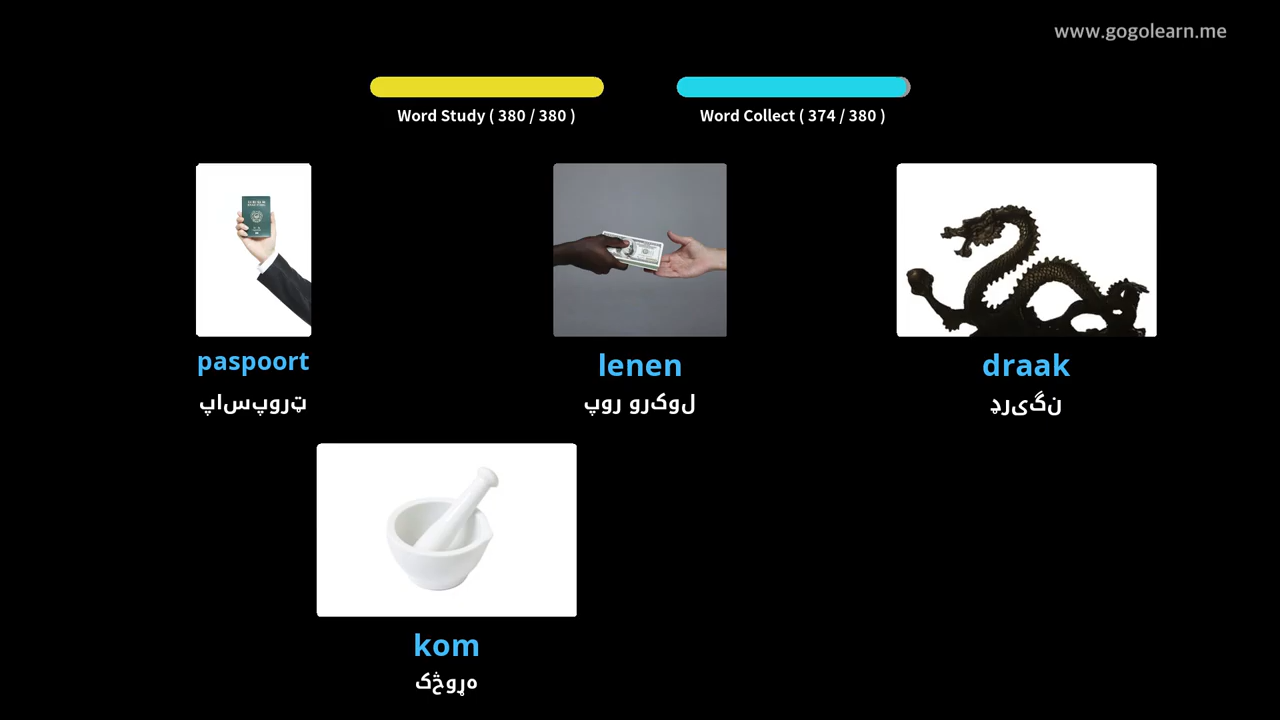 www.gogolearn.me
Word Study ( 380 / 380 )
Word Collect ( 374 / 380 )
paspoort
lenen
draak
پاسپورټ
پور ورکول
ډریگن
kom
کڅوړه